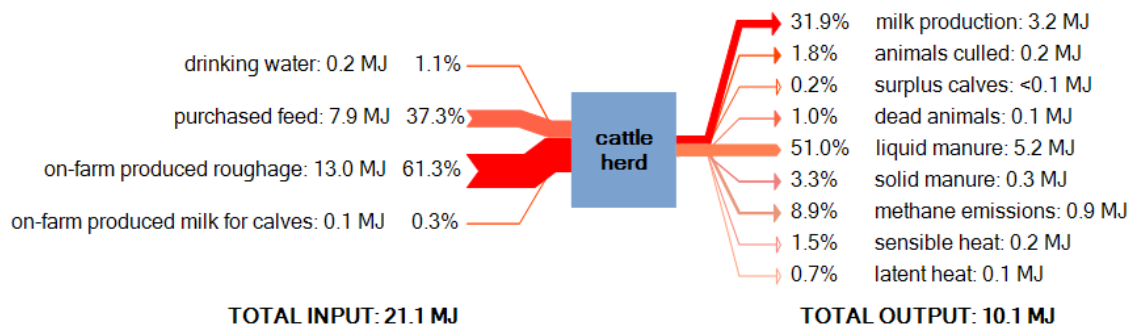 drinking water: 0.2 MJ 1.1%
purchased feed: 7.9 MJ 37.3%
on-farm produced roughage: 13.0 MJ 61.3%
on-farm produced milk for calves: 0.1 MJ 0.3%
TOTAL INPUT: 21.1 MJ
cattle
herd
31.9% milk production: 3.2 MJ
1.8% animals culled: 0.2 MJ
0.2% surplus calves: <0.1 MJ
1.0% dead animals: 0.1 MJ
51.0% liquid manure: 5.2 MJ
3.3% solid manure: 0.3 MJ
8.9% methane emissions: 0.9 MJ
1.5% sensible heat: 0.2 MJ
0.7% latent heat: 0.1 MJ
TOTAL OUTPUT: 10.1 MJ